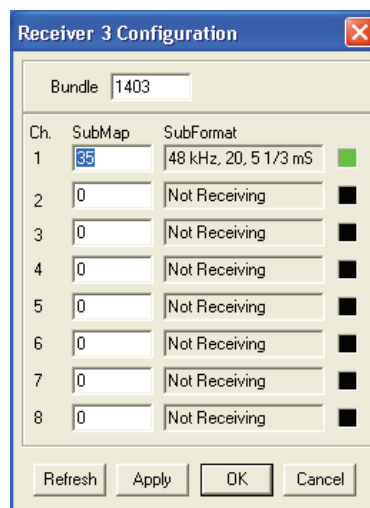 Receiver 3 Configuration
Bundle 1403
Ch. SubMap SubFormat
1 35 48 kHz, 20, 5 1/3 mS
2 0 Not Receiving
3 0 Not Receiving
4 0 Not Receiving
5 0 Not Receiving
6 0 Not Receiving
7 0 Not Receiving
8 0 Not Receiving
Refresh Apply OK Cancel